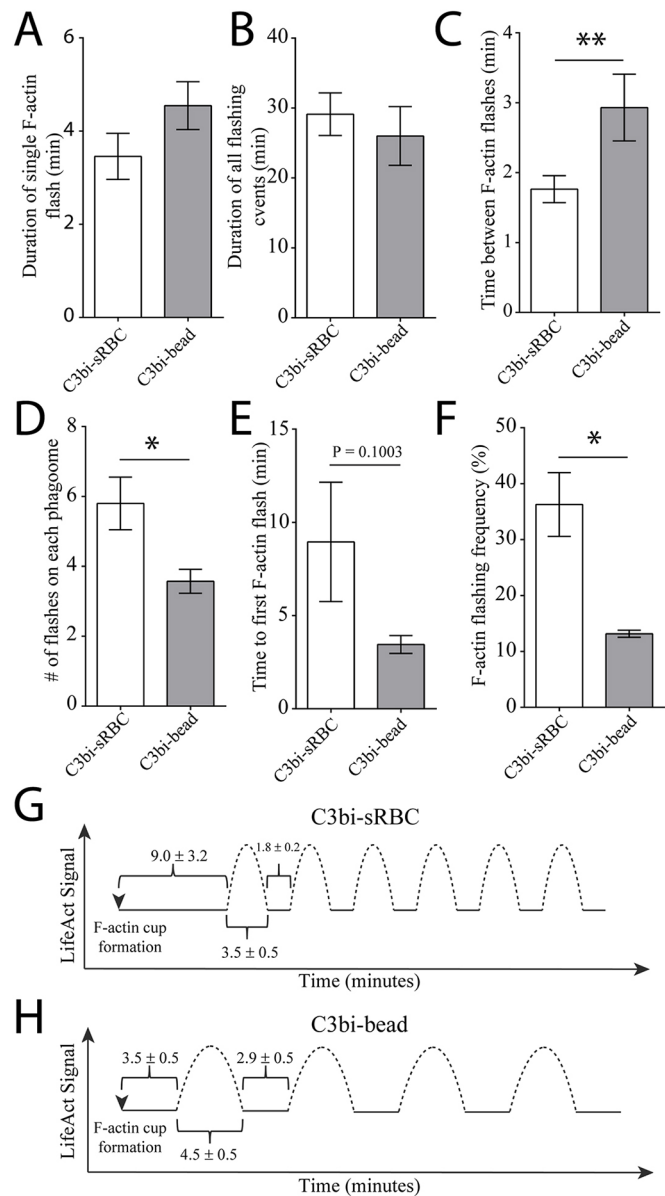 A
B
C
Duration of single F-actin
flash (min)
6
4
2
0
C3bi-sRBC
C3bi-bead
Duration of all flashing
cvents (min)
40
30
20
10
0
C3bi-sRBC
C3bi-bead
Time between F-actin flashes (min)
**
4
3
2
1
0
C3bi-sRBC
C3bi-bead
D
E
F
# of flashes on each phagoome
*
8
6
4
2
0
C3bi-sRBC
C3bi-bead
Time to first F-actin flash (min)
P = 0.1003
15
10
5
0
C3bi-sRBC
C3bi-bead
F-actin flashing frequency (%)
*
50
40
30
20
10
0
C3bi-sRBC
C3bi-bead
G
C3bi-sRBC
LifeAct Signal
9.0 ± 3.2
1.8 ± 0.2
F-actin cup
formation
3.5 ± 0.5
Time (minutes)
H
C3bi-bead
LifeAct Signal
3.5 ± 0.5
2.9 ± 0.5
F-actin cup
formation
4.5 ± 0.5
Time (minutes)